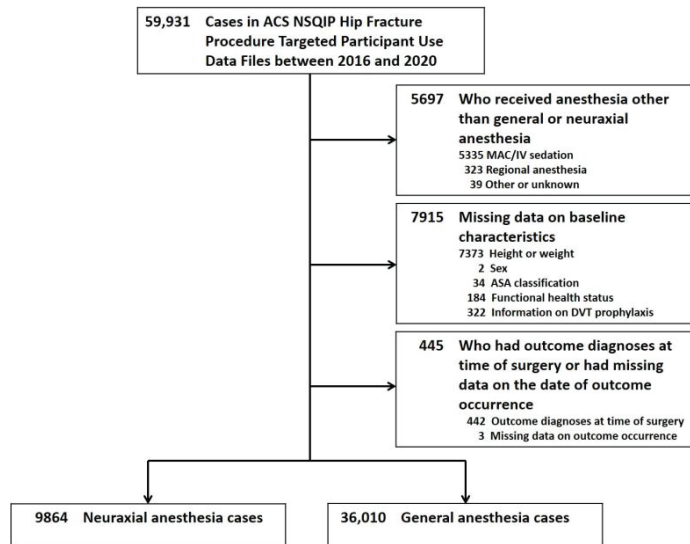 59,931 Cases in ACS NSQIP Hip Fracture
Procedure Targeted Participant Use
Data Files between 2016 and 2020
5697 Who received anesthesia other
than general or neuraxial
anesthesia
5335 MAC/IV sedation
323 Regional anesthesia
39 Other or unknown
7915 Missing data on baseline
characteristics
7373 Height or weight
2 Sex
34 ASA classification
184 Functional health status
322 Information on DVT prophylaxis
445 Who had outcome diagnoses at
time of surgery or had missing
data on the date of outcome
occurrence
442 Outcome diagnoses at time of surgery
3 Missing data on outcome occurrence
9864 Neuraxial anesthesia cases
36,010 General anesthesia cases